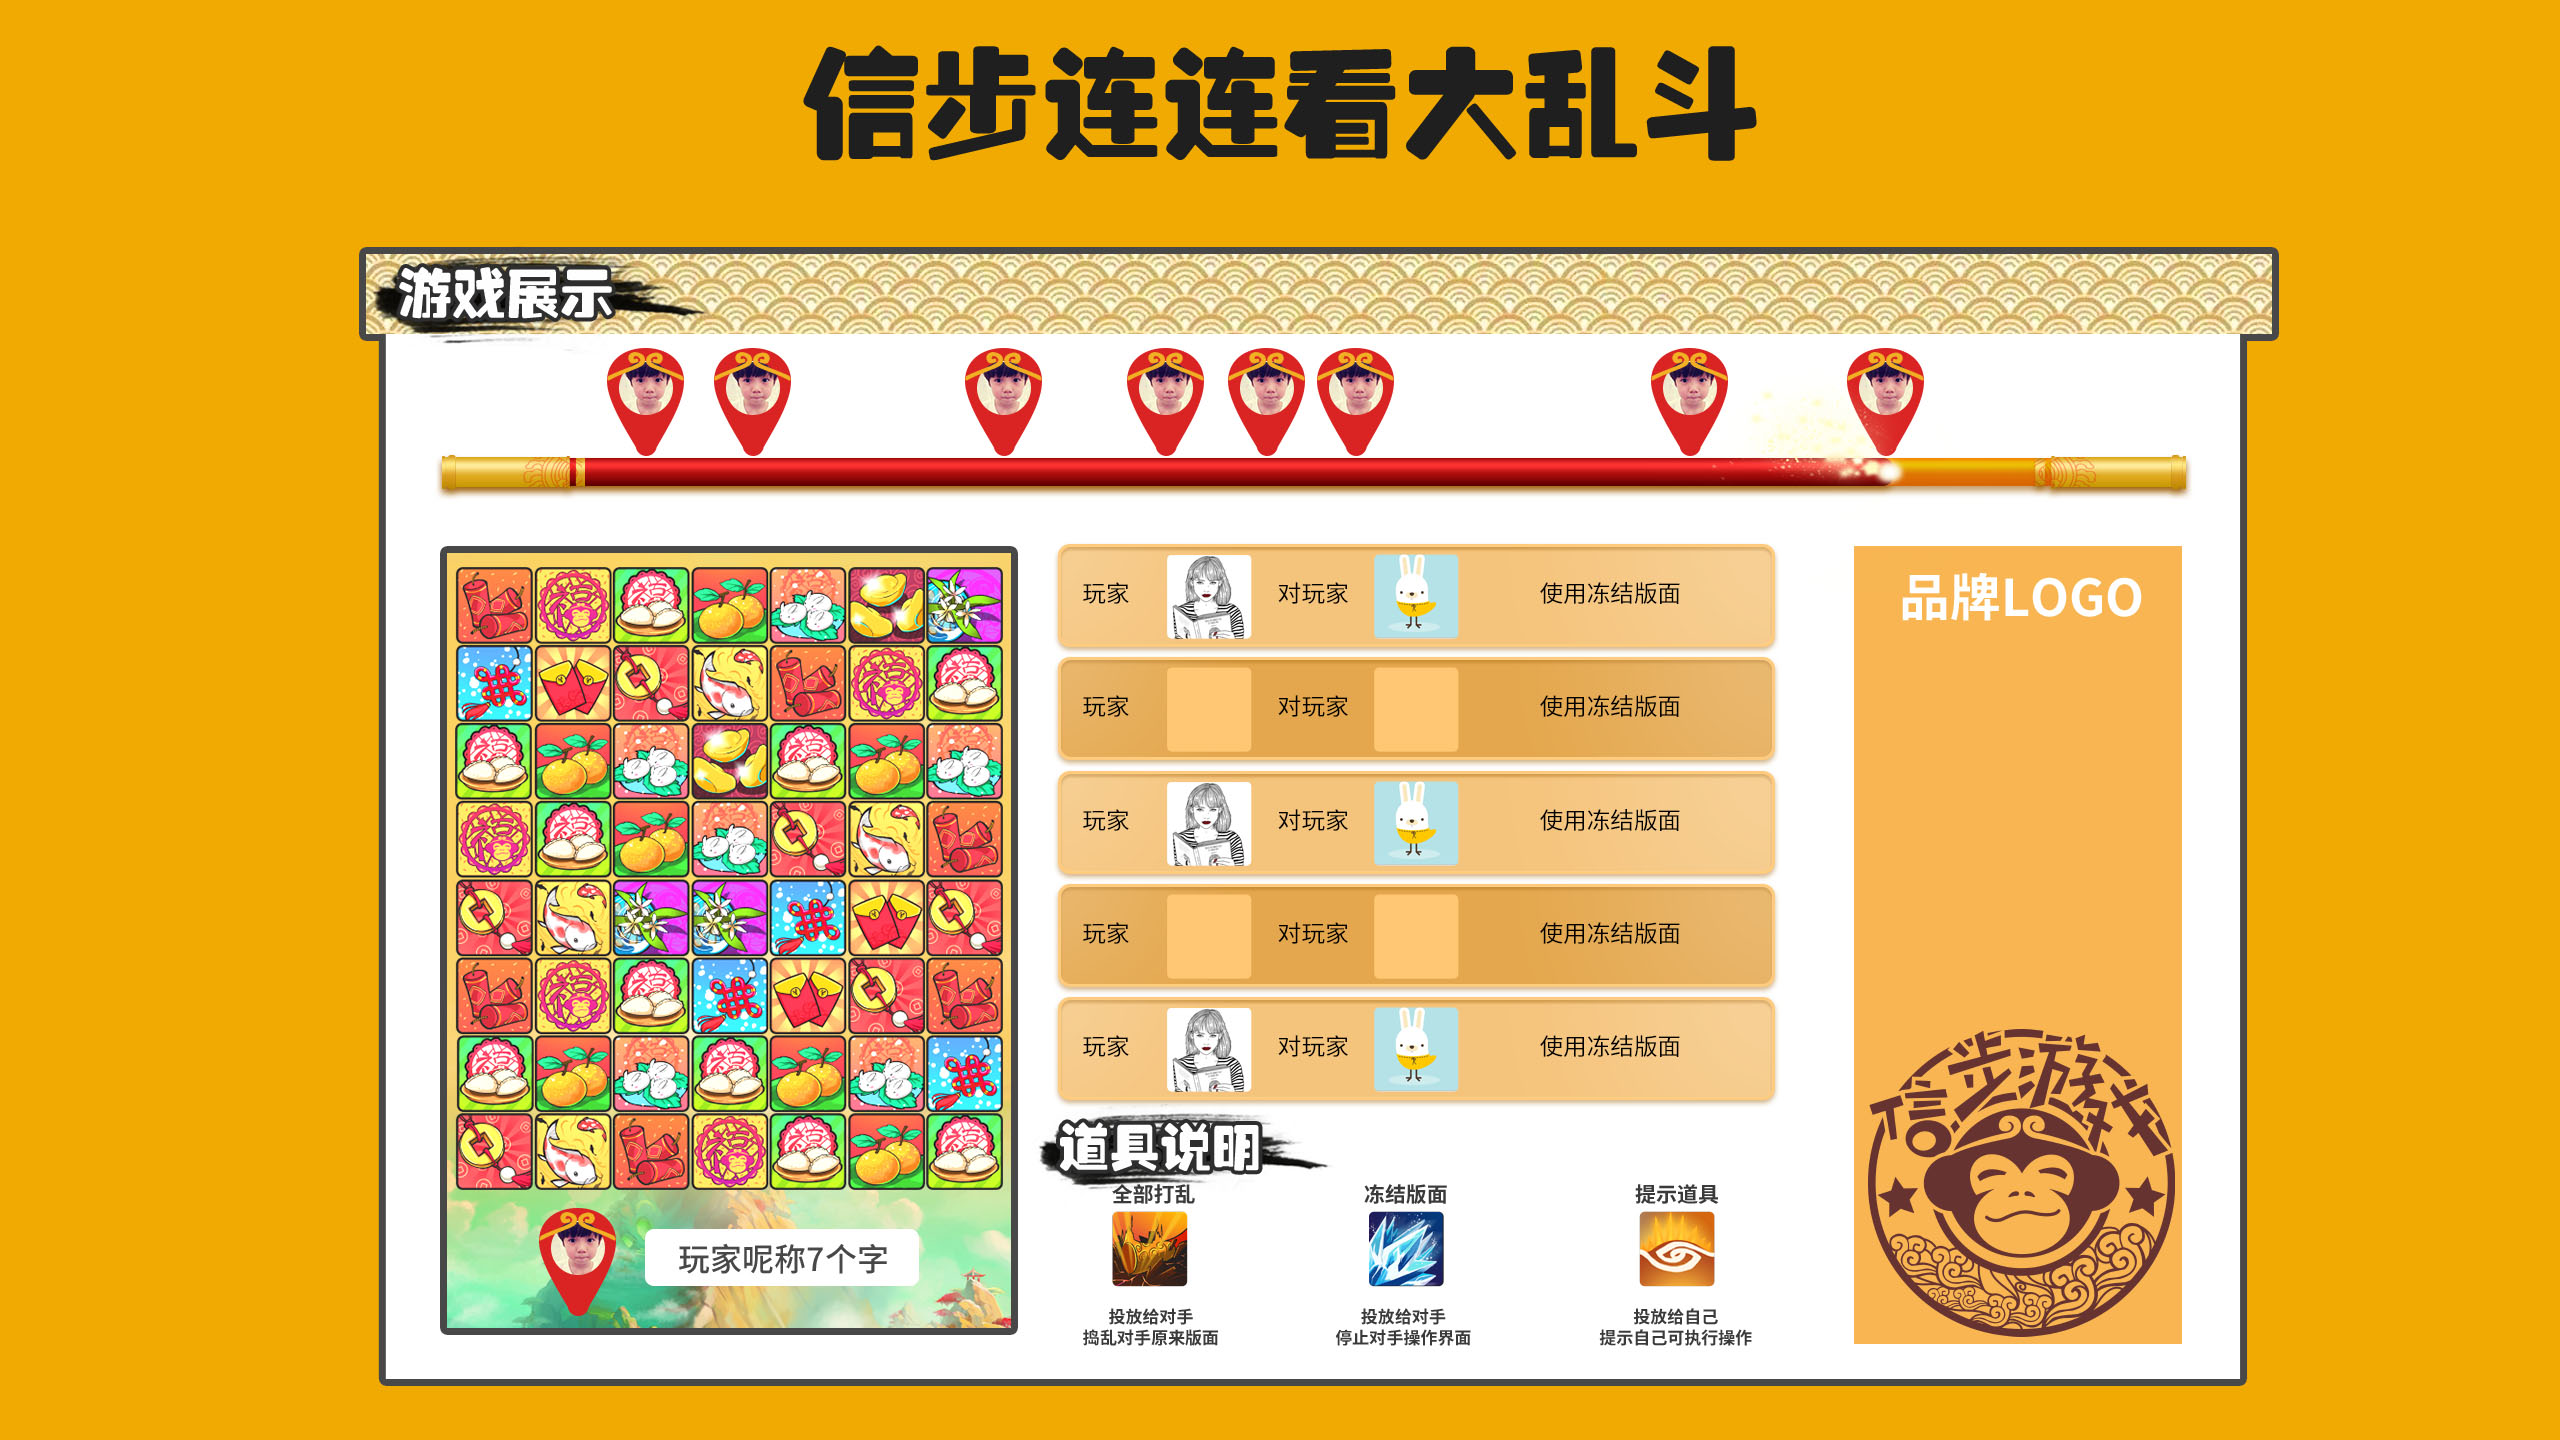 信步连连看大乱斗
游戏展示
玩家 对玩家 使用冻结版面
玩家 对玩家 使用冻结版面
玩家 对玩家 使用冻结版面
玩家 对玩家 使用冻结版面
玩家 对玩家 使用冻结版面
品牌LOGO
玩家呢称7个字
道具说明
全部打乱
投放给对手
捣乱对手原来版面
冻结版面
投放给对手
停止对手操作界面
提示道具
投放给自己
提示自己可执行操作
信步游戏